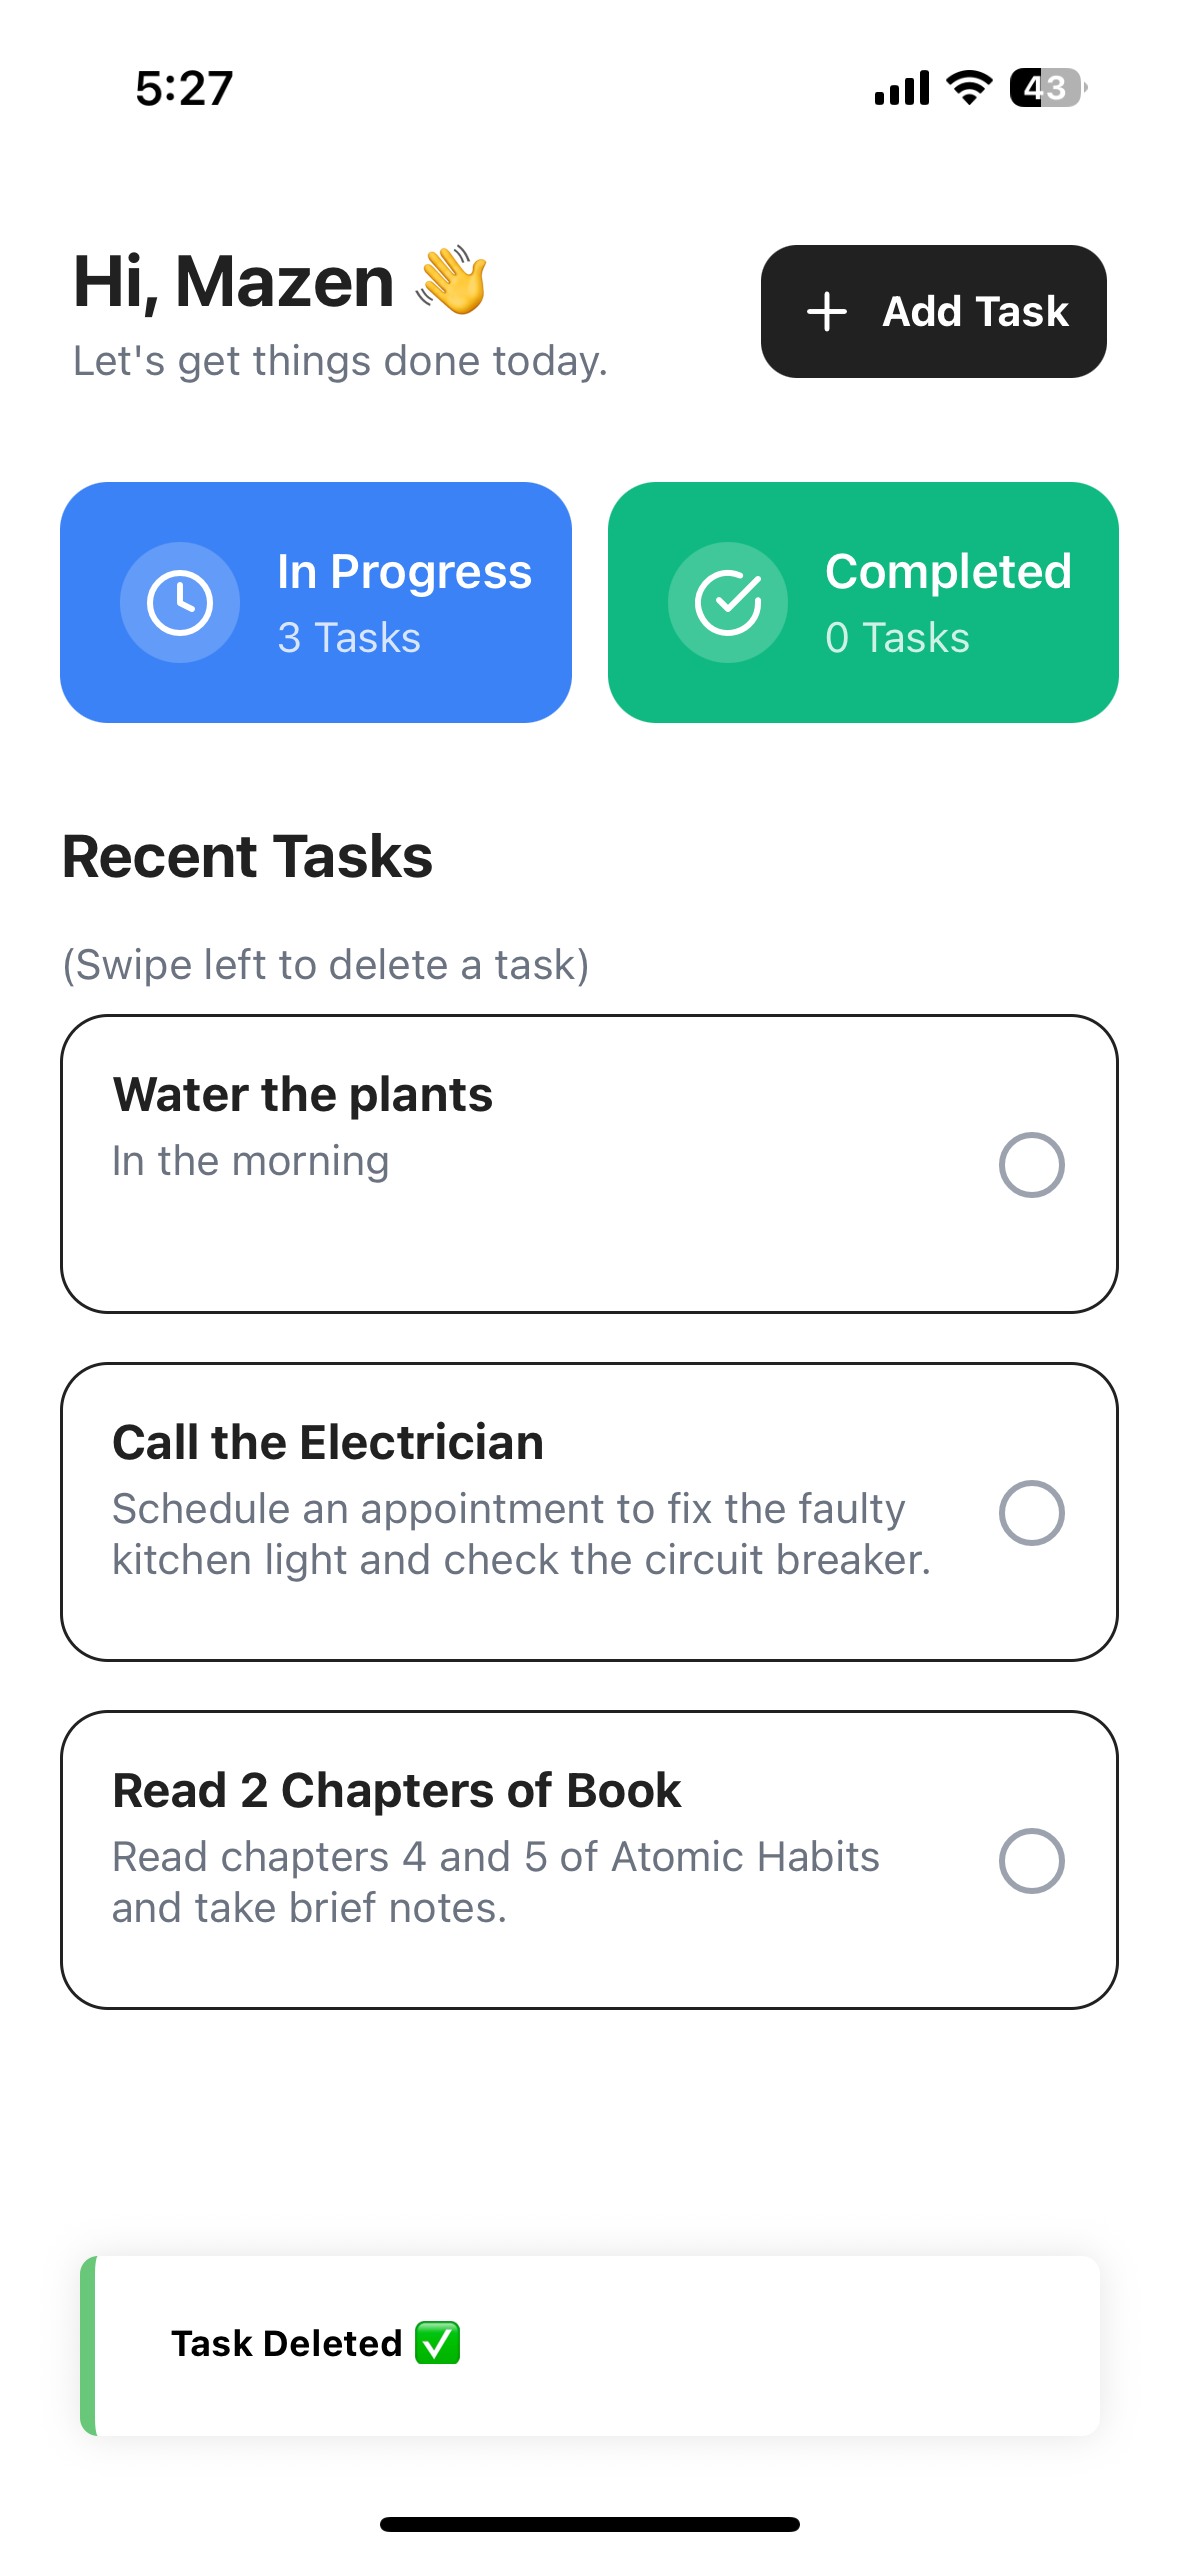 5:27
43
Hi, Mazen 👋
Let's get things done today.
Add Task
In Progress
3 Tasks
Completed
0 Tasks
Recent Tasks
(Swipe left to delete a task)
Water the plants
In the morning
Call the Electrician
Schedule an appointment to fix the faulty
kitchen light and check the circuit breaker.
Read 2 Chapters of Book
Read chapters 4 and 5 of Atomic Habits
and take brief notes.
Task Deleted ✅